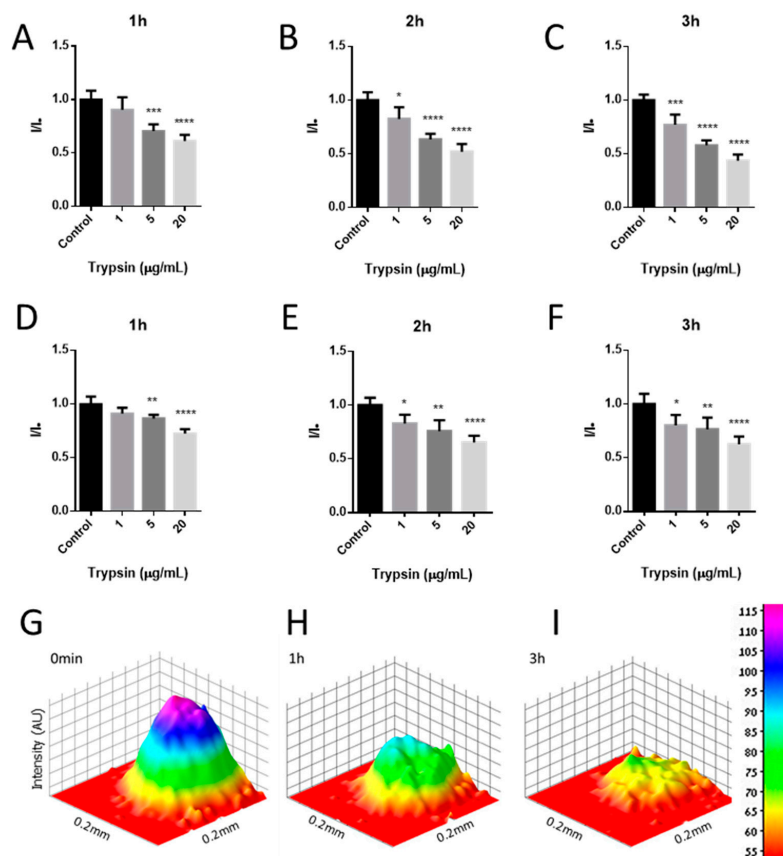 A
1h
1.5
1.0
0.5
0.0
I/I
***
****
Control
1
5
20
Trypsin (µg/mL)
B
2h
1.5
1.0
0.5
0.0
I/I
*
****
****
Control
1
5
20
Trypsin (µg/mL)
C
3h
1.5
1.0
0.5
0.0
I/I
***
****
****
Control
1
5
20
Trypsin (µg/mL)
D
1h
1.5
1.0
0.5
0.0
I/I
**
****
Control
1
5
20
Trypsin (µg/mL)
E
2h
1.5
1.0
0.5
0.0
I/I
*
**
****
Control
1
5
20
Trypsin (µg/mL)
F
3h
1.5
1.0
0.5
0.0
I/I
*
**
****
Control
1
5
20
Trypsin (µg/mL)
G
0min
Intensity (AU)
0.2mm
0.2mm
H
1h
0.2mm
0.2mm
I
3h
0.2mm
0.2mm
115
110
105
100
95
90
85
80
75
70
65
60
55